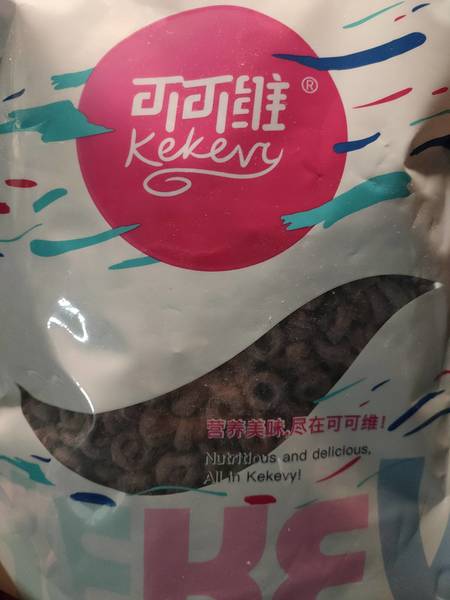 可可维®
Kekevy
营养美味,尽在可可维!
Nutritious and delicious,
All in Kekevy!
KEKEV